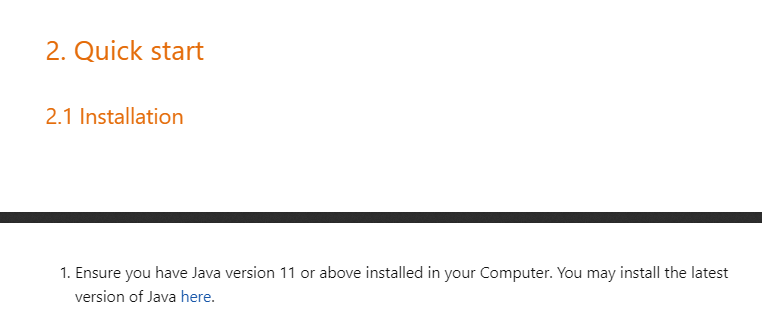 2. Quick start
2.1 Installation
1. Ensure you have Java version 11 or above installed in your Computer. You may install the latest
version of Java here.